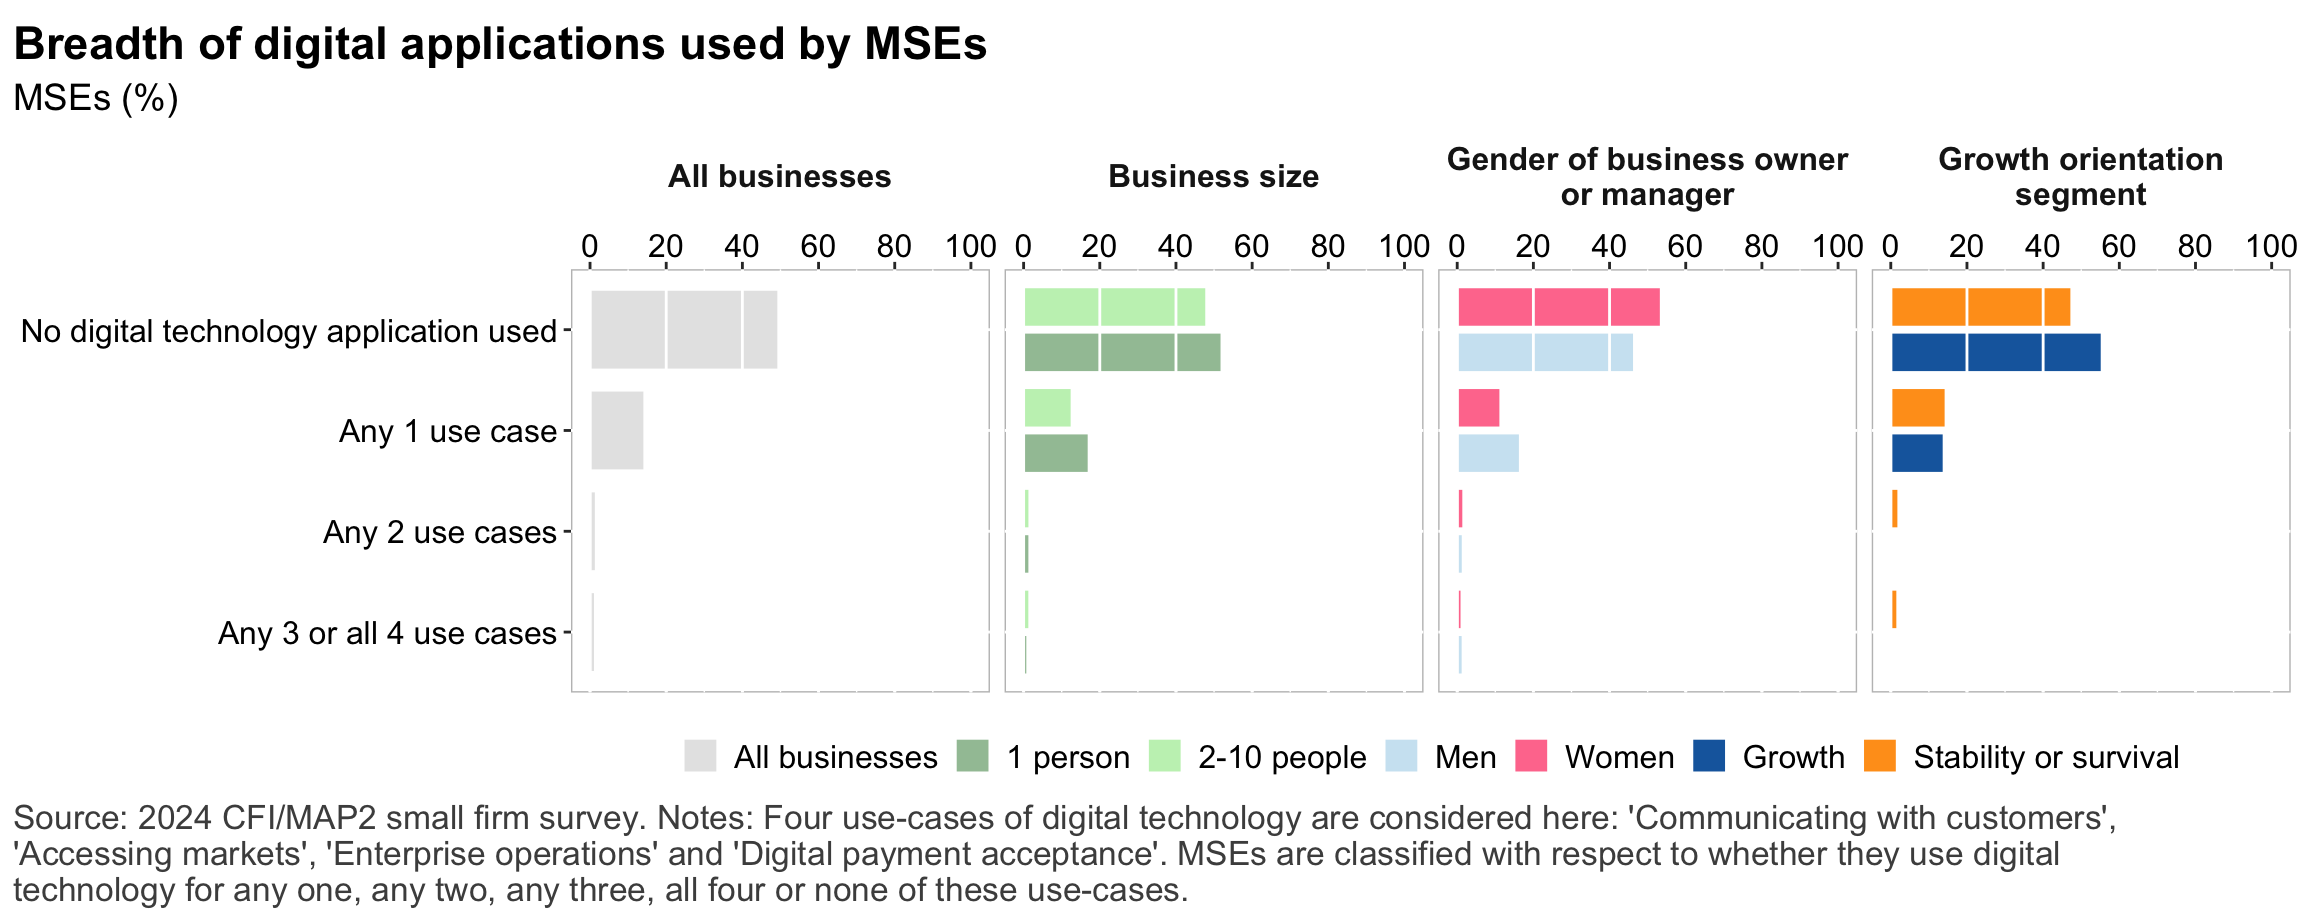 Breadth of digital applications used by MSEs
MSEs (%)
All businesses
Business size
Gender of business owner
or manager
Growth orientation
segment
0 20 40 60 80 100
0 20 40 60 80 100
0 20 40 60 80 100
0 20 40 60 80 100
No digital technology application used
Any 1 use case
Any 2 use cases
Any 3 or all 4 use cases
All businesses 1 person 2-10 people Men Women Growth Stability or survival
Source: 2024 CFI/MAP2 small firm survey. Notes: Four use-cases of digital technology are considered here: 'Communicating with customers',
'Accessing markets', 'Enterprise operations' and 'Digital payment acceptance'. MSEs are classified with respect to whether they use digital
technology for any one, any two, any three, all four or none of these use-cases.